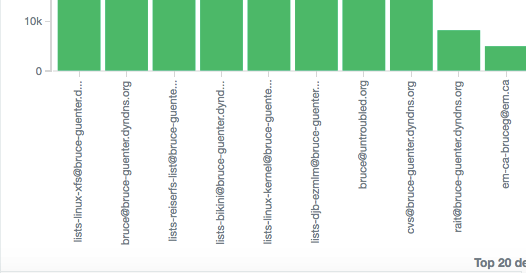 10k
0
lists-linux-xfs@bruce-guenter.d...
bruce@bruce-guenter.dyndns.org
lists-reiserfs-list@bruce-guente...
lists-bikini@bruce-guenter.dynd...
lists-linux-kernel@bruce-guente...
lists-djb-ezmlm@bruce-guenter...
bruce@untroubled.org
cvs@bruce-guenter.dyndns.org
rait@bruce-guenter.dyndns.org
em-ca-bruceg@em.ca
Top 20 de